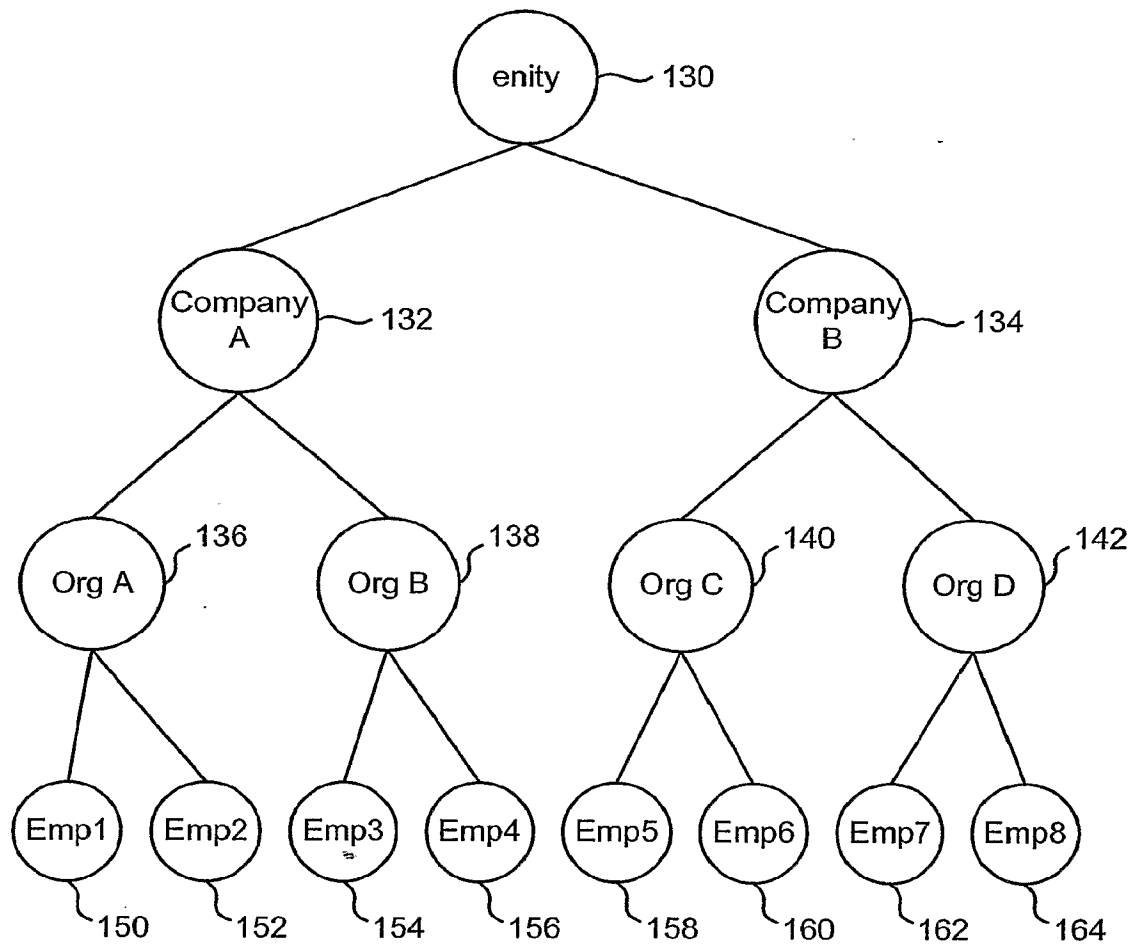 enity
130
Company
A
132
Company
B
134
Org A
136
Org B
138
Org C
140
Org D
142
Emp1
Emp2
Emp3
Emp4
Emp5
Emp6
Emp7
Emp8
150
152
154
156
158
160
162
164